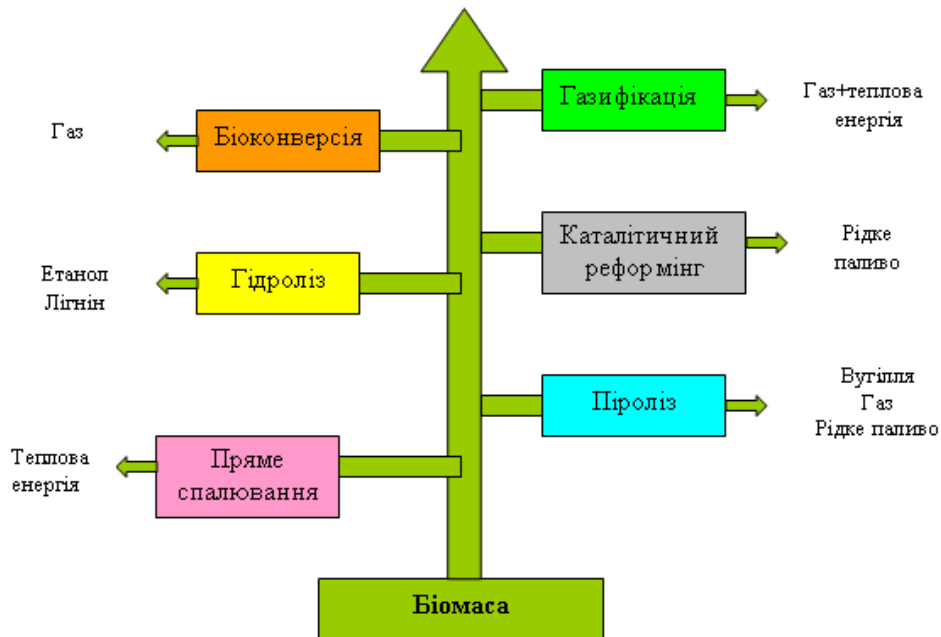 Газифікація
Газ+теплова
енергія
Газ
Біоконверсія
Каталітичний
реформінг
Рідке
паливо
Етанол
Лігнін
Гідроліз
Піроліз
Вугілля
Газ
Рідке паливо
Теплова
енергія
Пряме
спалювання
Біомаса